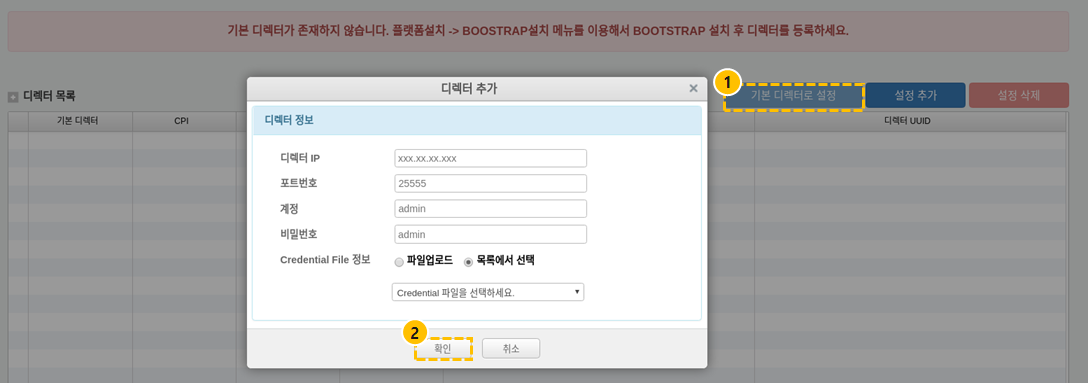 기본 디렉터가 존재하지 않습니다. 플랫폼설치 -> BOOSTRAP설치 메뉴를 이용해서 BOOTSTRAP 설치 후 디렉터를 등록하세요.
디렉터 목록
1
기본 디렉터로 설정 설정 추가 설정 삭제
기본 디렉터 CPI 디렉터 UUID
디렉터 추가 ×
디렉터 정보
디렉터 IP xxx.xx.xx.xxx
포트번호 25555
계정 admin
비밀번호 admin
Credential File 정보 파일업로드 목록에서 선택
Credential 파일을 선택하세요.
2
확인 취소